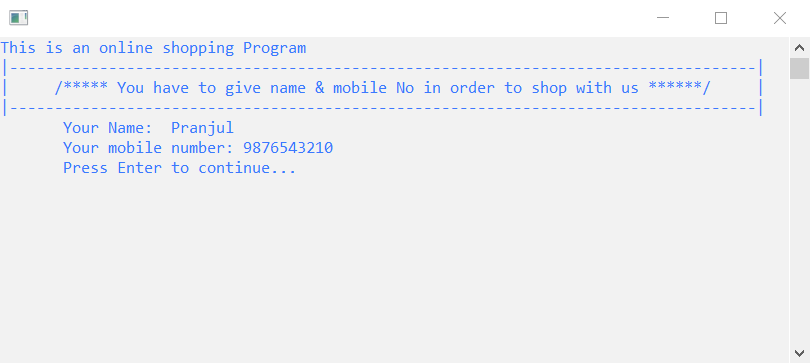 This is an online shopping Program
|-----------------------------------------------------------------------------------|
|     /***** You have to give name & mobile No in order to shop with us ******/     |
|-----------------------------------------------------------------------------------|
Your Name:  Pranjul
Your mobile number: 9876543210
Press Enter to continue...